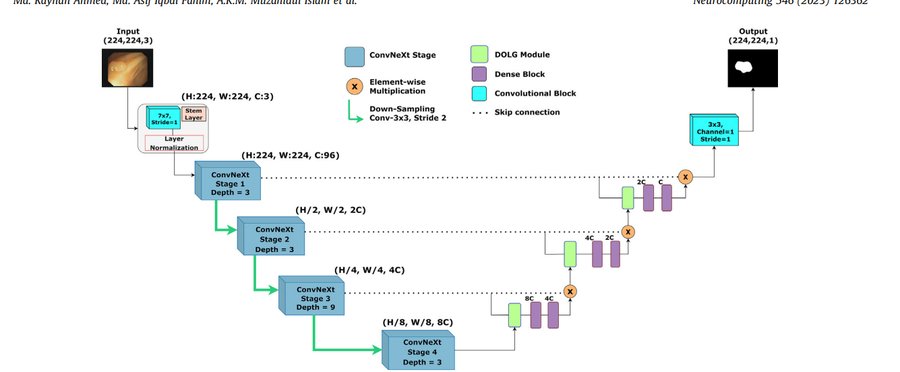 Md. Rayhan Ahmed, Md. Asif Iqbal Fahim, A.K.M. Muzahidul Islam et al.
Neurocomputing 546 (2023) 126362
Input
(224,224,3)
Output
(224,224,1)
ConvNeXt Stage
Element-wise
Multiplication
Down-Sampling
Conv-3x3, Stride 2
DOLG Module
Dense Block
Convolutional Block
Skip connection
(H:224, W:224, C:3)
7x7,
Stride=1
Stem
Layer
Layer
Normalization
3x3,
Channel=1
Stride=1
(H:224, W:224, C:96)
ConvNeXt
Stage 1
Depth = 3
X
2C
C
(H/2, W/2, 2C)
ConvNeXt
Stage 2
Depth = 3
X
4C
2C
(H/4, W/4, 4C)
ConvNeXt
Stage 3
Depth = 9
X
8C
4C
(H/8, W/8, 8C)
ConvNeXt
Stage 4
Depth = 3
X